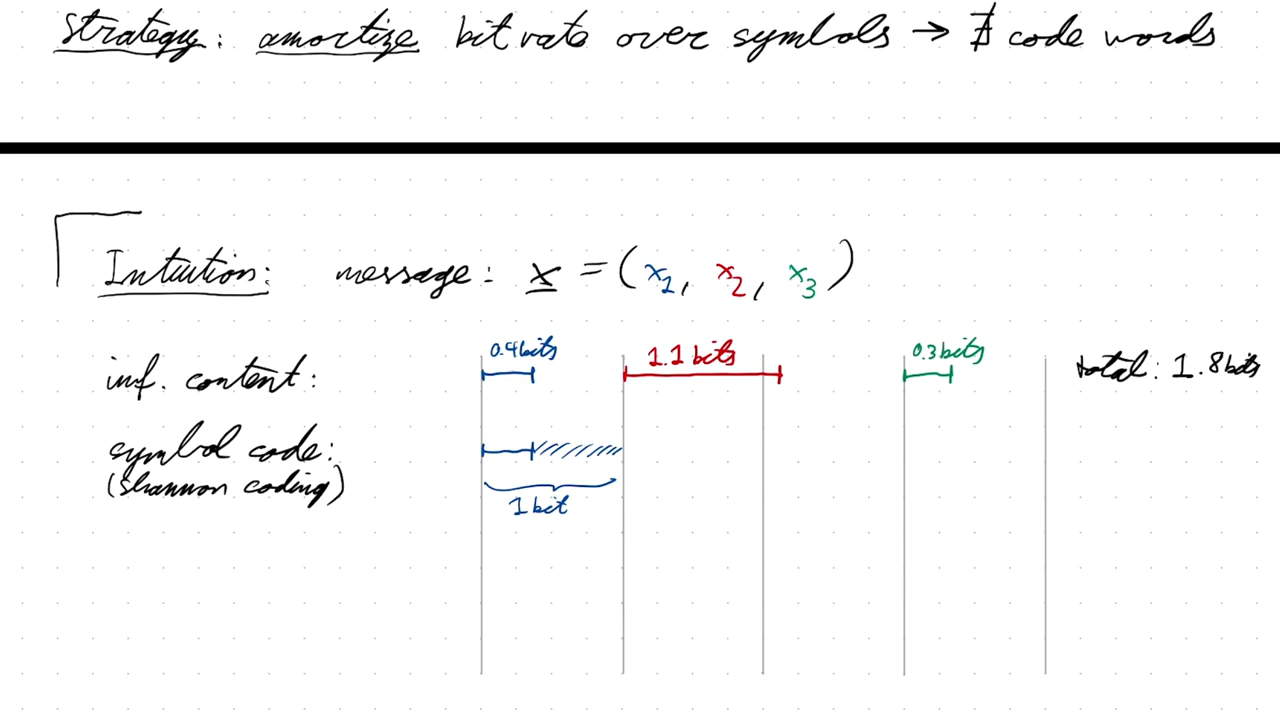 Strategy: amortize bit rate over symbols → ∄ code words
Intuition: message: x = (x1, x2, x3)
0.4 bits 1.1 bits 0.3 bits
inf. content: total: 1.8 bits
symbol code:
(Shannon coding)
1 bit